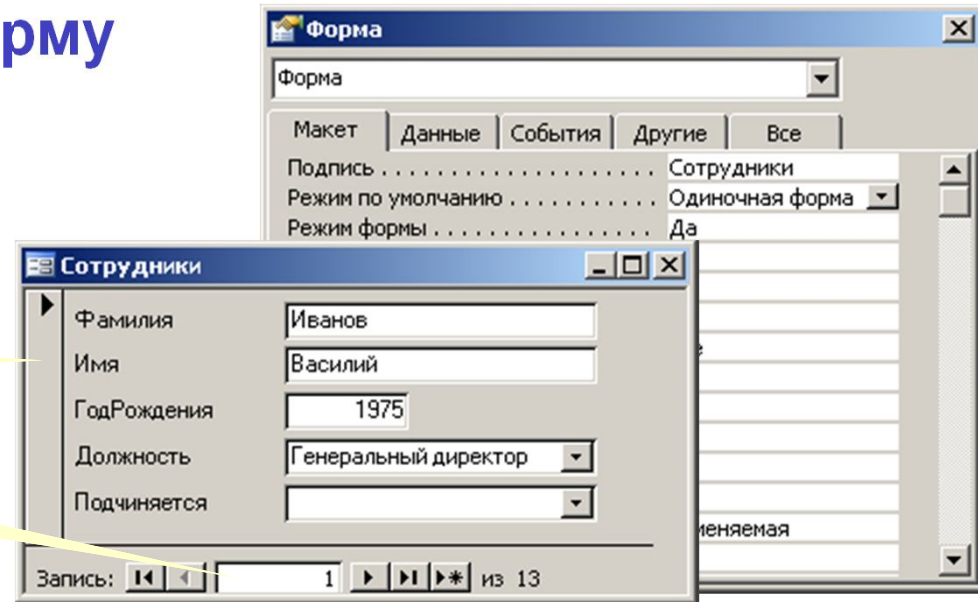 рму
Форма
Форма
Макет Данные События Другие Все
Подпись . . . . . . . . . . . . . . . . . . . . Сотрудники
Режим по умолчанию . . . . . . . . . . . Одиночная форма
Режим формы . . . . . . . . . . . . . . . . Да
Сотрудники
Фамилия Иванов
Имя Василий
ГодРождения 1975
Должность Генеральный директор
Подчиняется
меняемая
Запись: 1 из 13